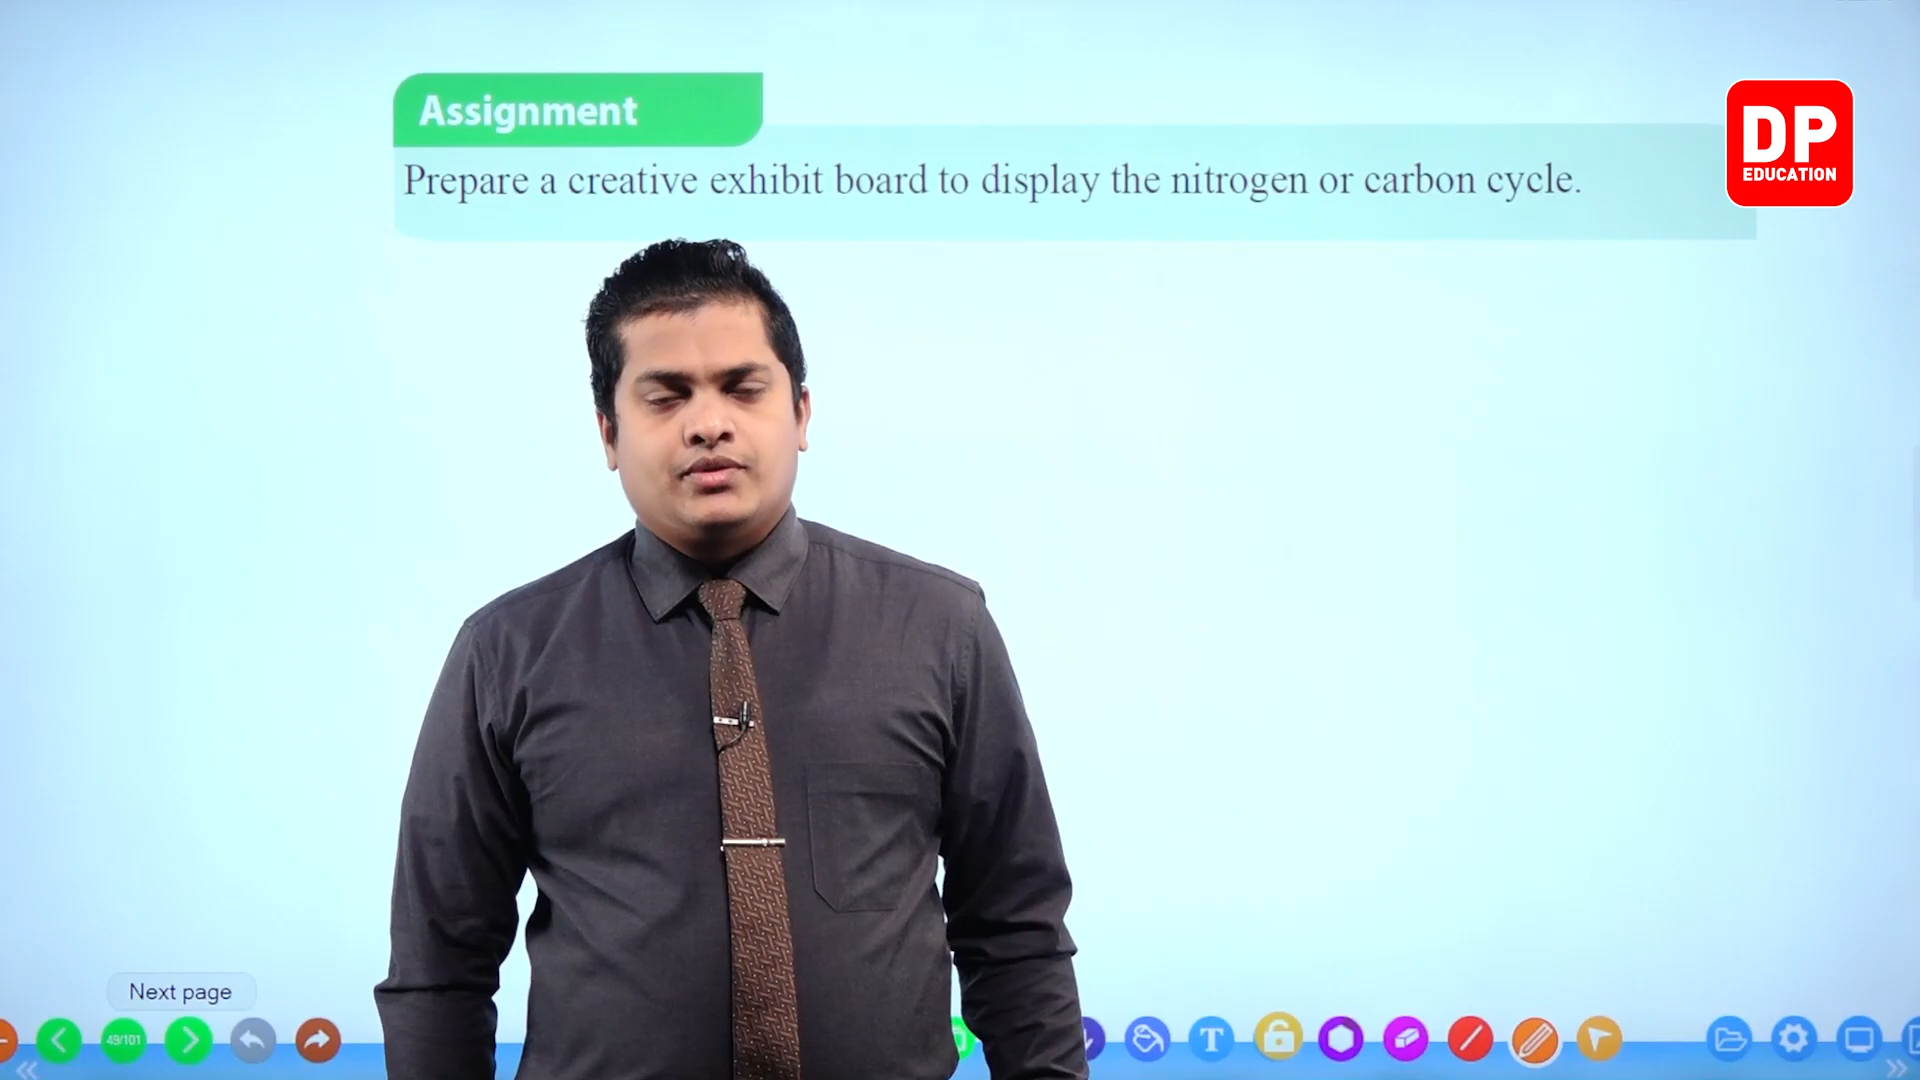 Assignment
Prepare a creative exhibit board to display the nitrogen or carbon cycle.
DP
EDUCATION
Next page
49/101
T